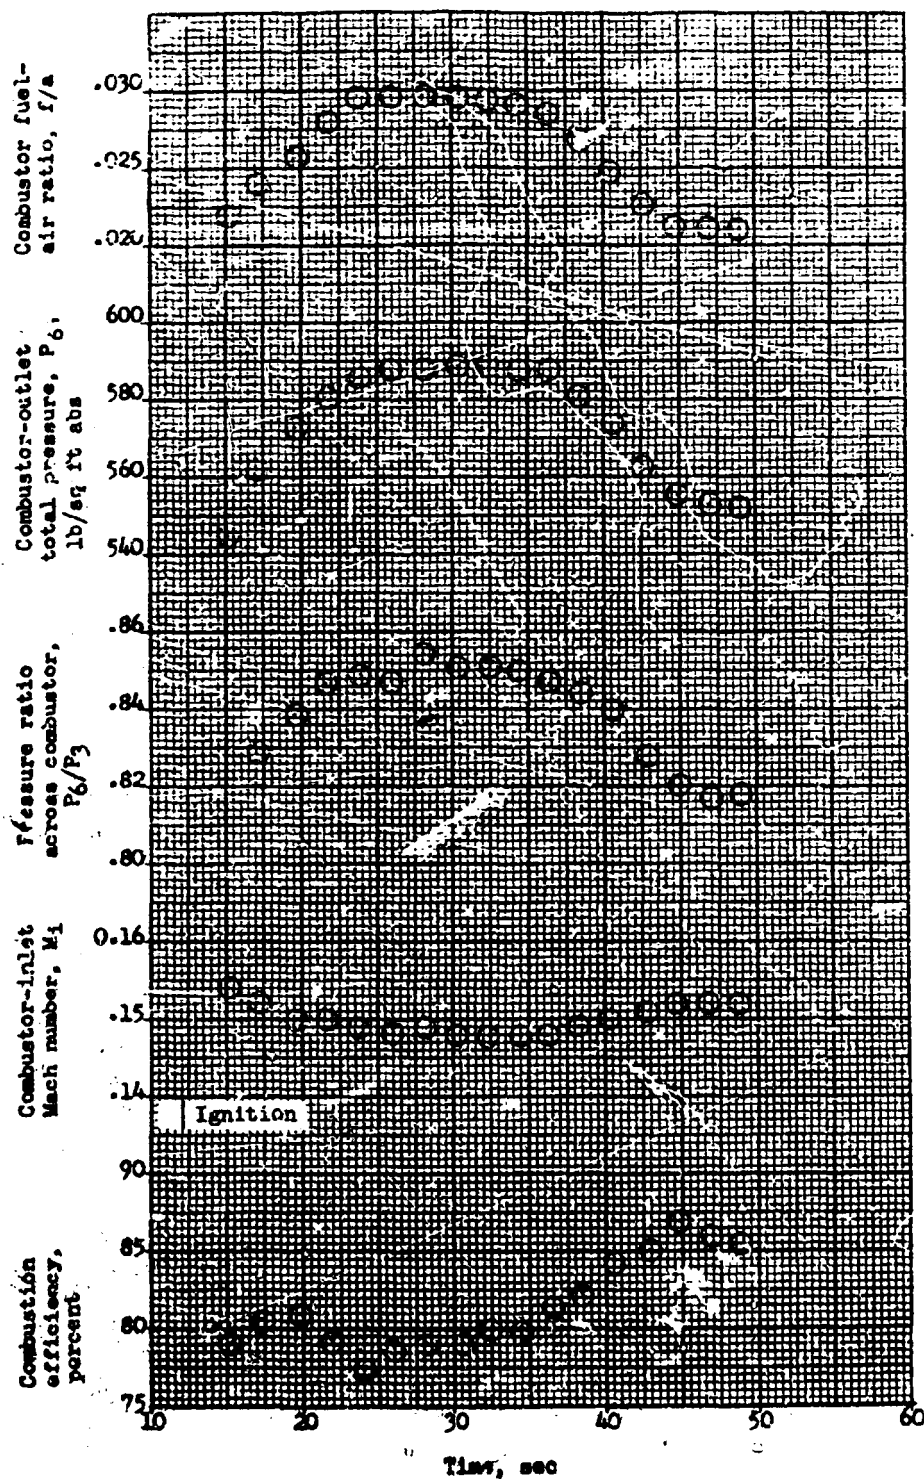 Combustor fuel-
air ratio, f/a
.030
.025
.020
Combustor-outlet
total pressure, P6,
lb/sq ft abs
600
580
560
540
Pressure ratio
across combustor,
P6/P3
.86
.84
.82
.80
Combustor-inlet
Mach number, Mi
0.16
.15
.14
Ignition
Combustion
efficiency,
percent
90
85
80
75
10
20
30
40
50
60
Time, sec